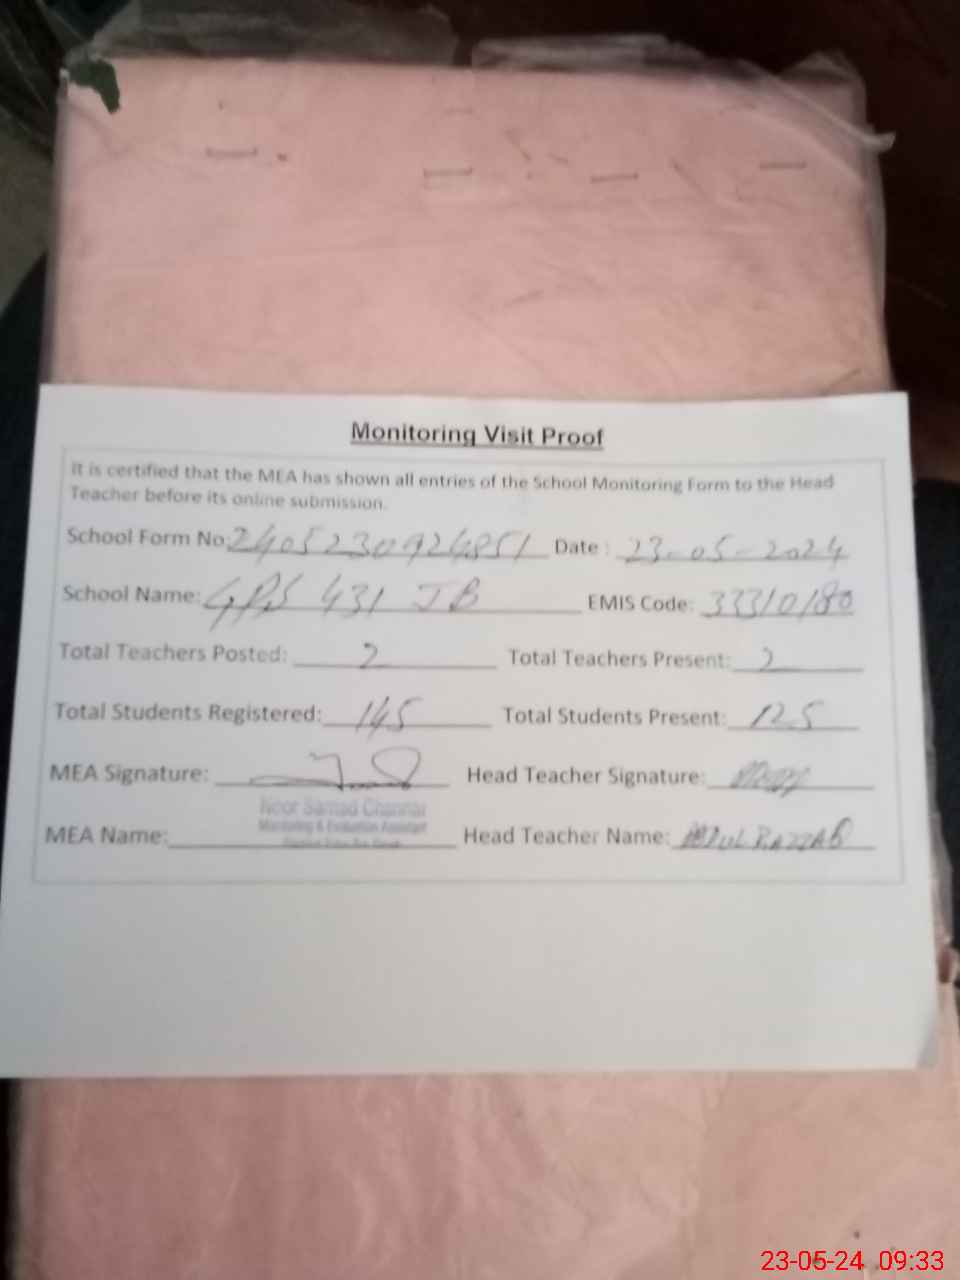 Monitoring Visit Proof
It is certified that the MEA has shown all entries of the School Monitoring Form to the Head
Teacher before its online submission.
School Form No: 2405230924851 Date : 23-05-2024
School Name: GPS 431 JB EMIS Code: 33310180
Total Teachers Posted: 2 Total Teachers Present: 2
Total Students Registered: 145 Total Students Present: 125
MEA Signature: Head Teacher Signature:
Noor Samad Channar
Monitoring & Evaluation Assistant
MEA Name: Head Teacher Name: ABDUL RAZZAQ
23-05-24 09:33